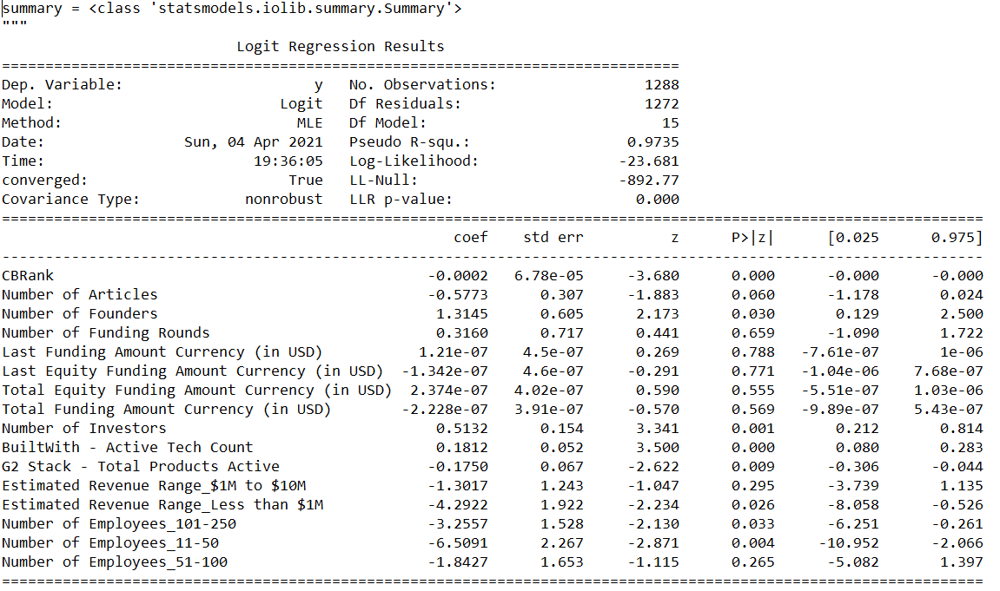 summary = <class 'statsmodels.iolib.summary.Summary'>
"""
Logit Regression Results
==============================================================================
Dep. Variable: y No. Observations: 1288
Model: Logit Df Residuals: 1272
Method: MLE Df Model: 15
Date: Sun, 04 Apr 2021 Pseudo R-squ.: 0.9735
Time: 19:36:05 Log-Likelihood: -23.681
converged: True LL-Null: -892.77
Covariance Type: nonrobust LLR p-value: 0.000
=================================================================================================================
coef std err z P>|z| [0.025 0.975]
-----------------------------------------------------------------------------------------------------------------
CBRank -0.0002 6.78e-05 -3.680 0.000 -0.000 -0.000
Number of Articles -0.5773 0.307 -1.883 0.060 -1.178 0.024
Number of Founders 1.3145 0.605 2.173 0.030 0.129 2.500
Number of Funding Rounds 0.3160 0.717 0.441 0.659 -1.090 1.722
Last Funding Amount Currency (in USD) 1.21e-07 4.5e-07 0.269 0.788 -7.61e-07 1e-06
Last Equity Funding Amount Currency (in USD) -1.342e-07 4.6e-07 -0.291 0.771 -1.04e-06 7.68e-07
Total Equity Funding Amount Currency (in USD) 2.374e-07 4.02e-07 0.590 0.555 -5.51e-07 1.03e-06
Total Funding Amount Currency (in USD) -2.228e-07 3.91e-07 -0.570 0.569 -9.89e-07 5.43e-07
Number of Investors 0.5132 0.154 3.341 0.001 0.212 0.814
BuiltWith - Active Tech Count 0.1812 0.052 3.500 0.000 0.080 0.283
G2 Stack - Total Products Active -0.1750 0.067 -2.622 0.009 -0.306 -0.044
Estimated Revenue Range_$1M to $10M -1.3017 1.243 -1.047 0.295 -3.739 1.135
Estimated Revenue Range_Less than $1M -4.2922 1.922 -2.234 0.026 -8.058 -0.526
Number of Employees_101-250 -3.2557 1.528 -2.130 0.033 -6.251 -0.261
Number of Employees_11-50 -6.5091 2.267 -2.871 0.004 -10.952 -2.066
Number of Employees_51-100 -1.8427 1.653 -1.115 0.265 -5.082 1.397
=================================================================================================================